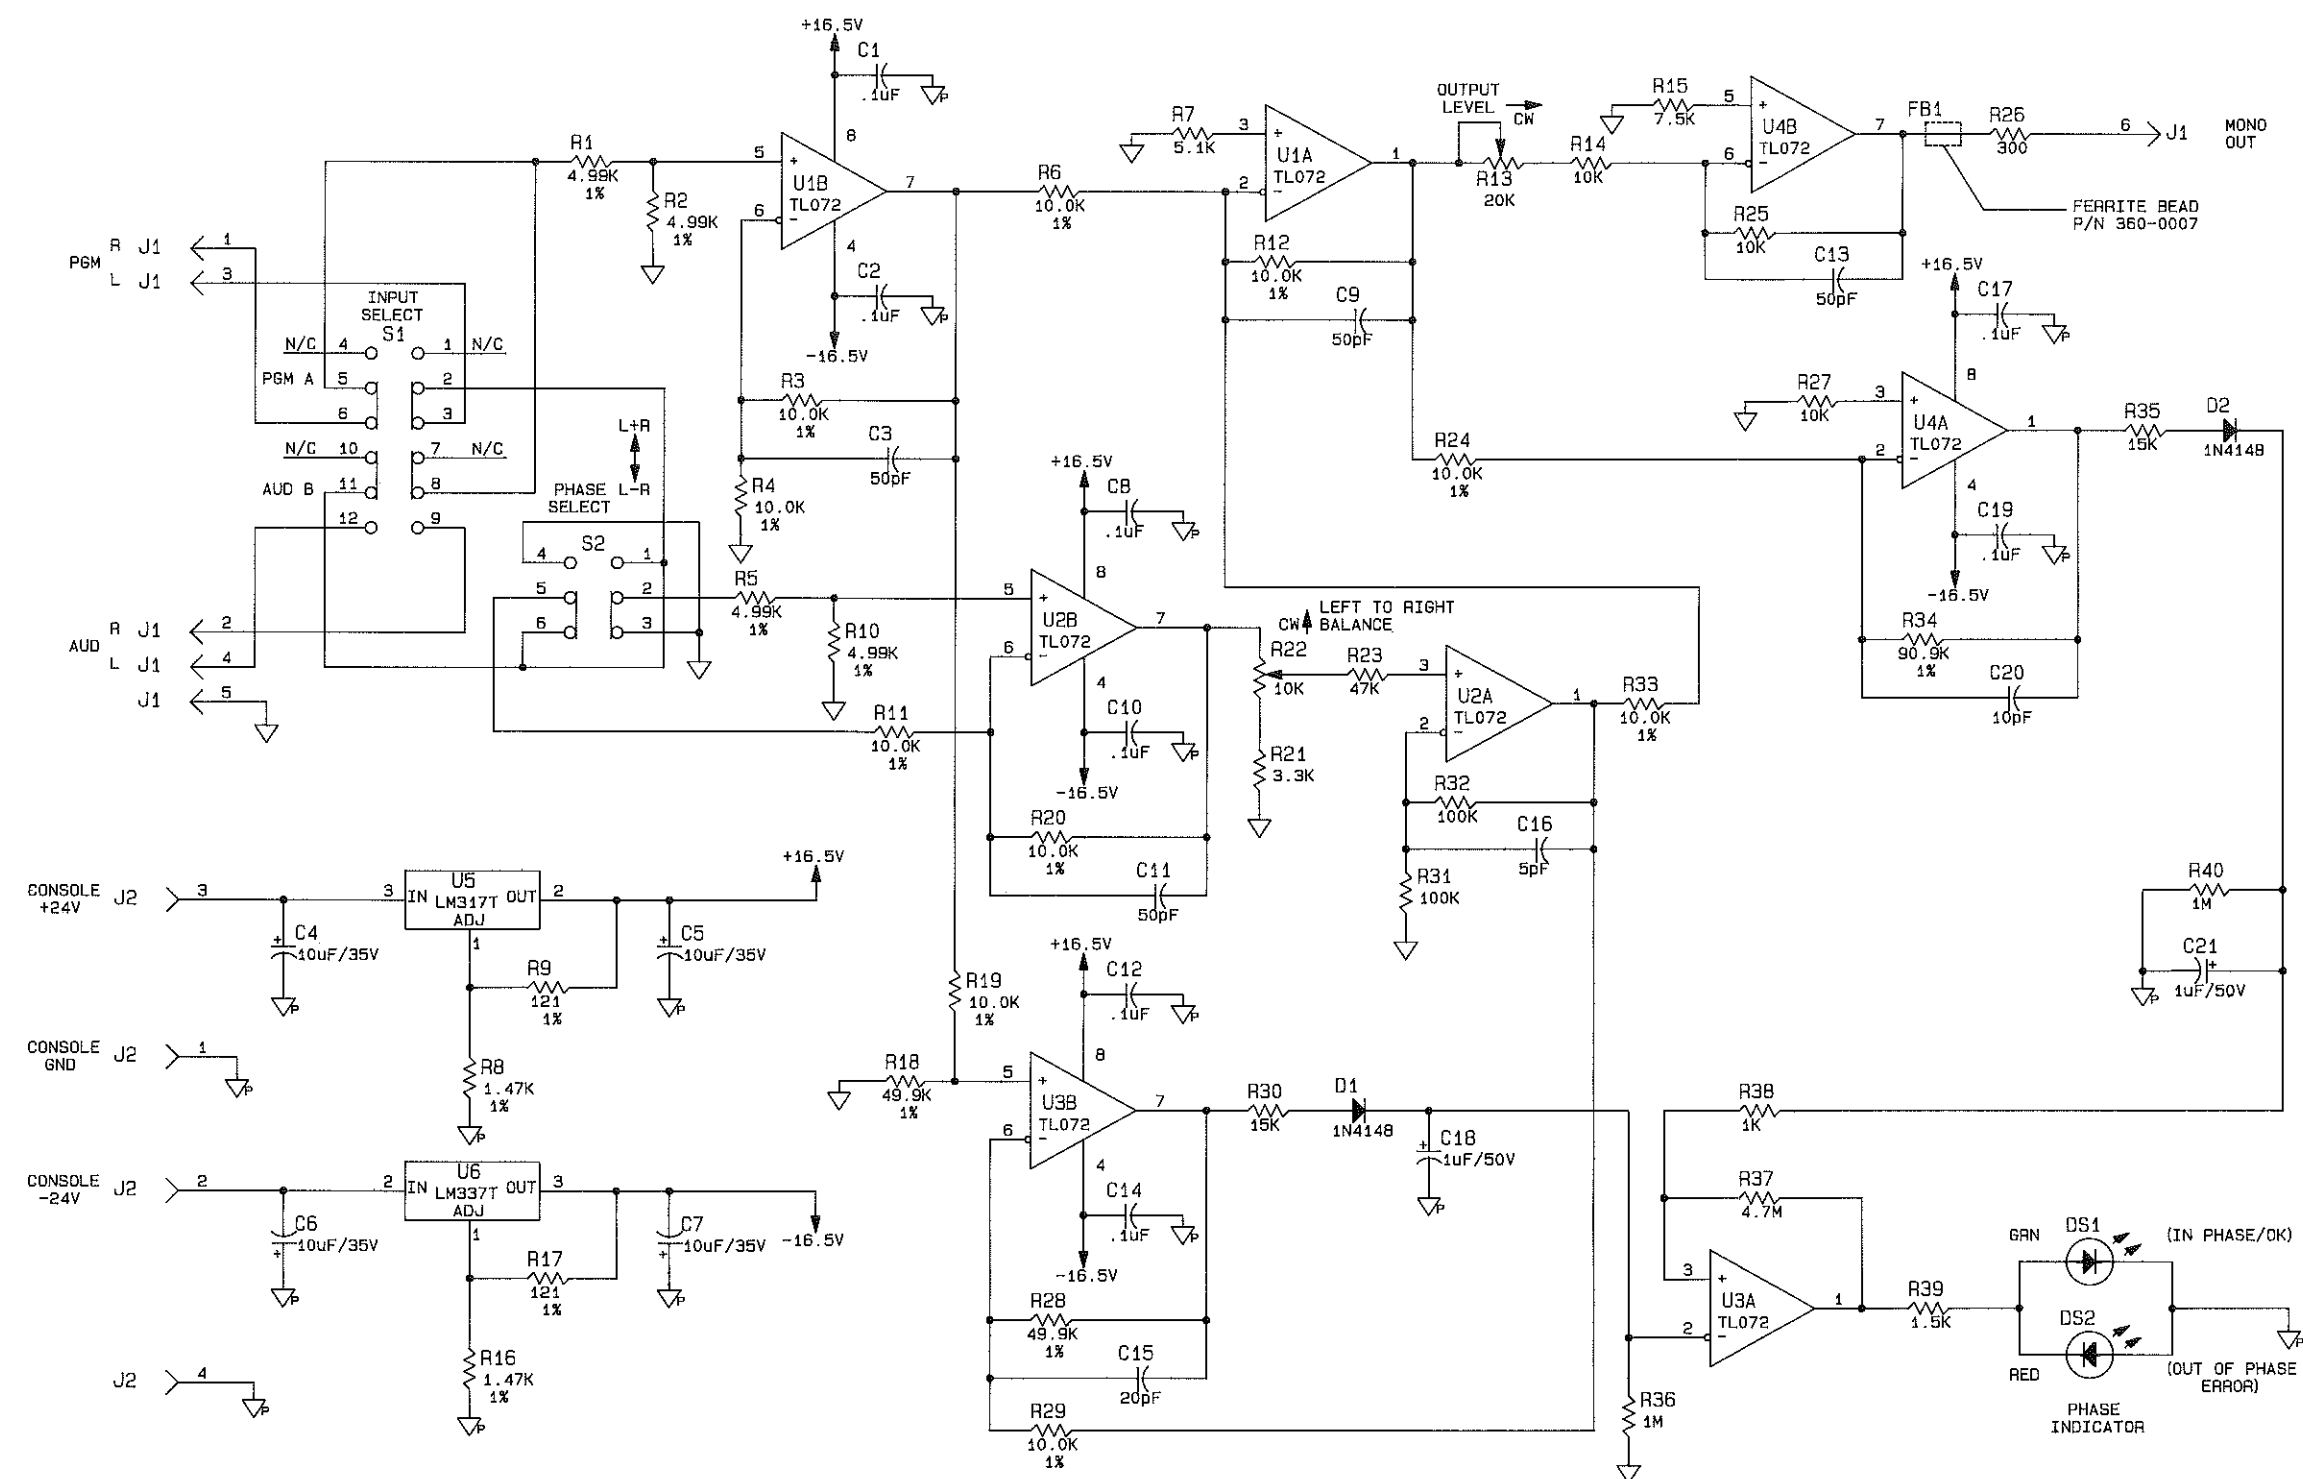 +16.5V
C1
.1uF
P
8
R1
4.99K
1%
R2
4.99K
1%
5
+
U1B
TL072
7
6
-
4
C2
.1uF
P
-16.5V
R3
10.0K
1%
C3
50pF
R4
10.0K
1%
R6
10.0K
1%
R7
5.1K
3
+
U1A
TL072
1
2
-
R12
10.0K
1%
C9
50pF
OUTPUT
LEVEL
CW
R13
20K
R14
10K
R15
7.5K
5
+
U4B
TL072
7
6
-
R25
10K
C13
50pF
FB1
R26
300
6
J1
MONO
OUT
FERRITE BEAD
P/N 360-0007
PGM
R J1
1
L J1
3
INPUT
SELECT
S1
N/C 4
1 N/C
PGM A 5
2
6
3
N/C 10
7 N/C
AUD B 11
8
12
9
L+R
L-R
PHASE
SELECT
S2
4
1
5
2
6
3
AUD
R J1
2
L J1
4
J1
5
R5
4.99K
1%
R10
4.99K
1%
R11
10.0K
1%
+16.5V
C8
.1uF
P
8
5
+
U2B
TL072
7
6
-
4
C10
.1uF
P
-16.5V
R20
10.0K
1%
C11
50pF
CW
LEFT TO RIGHT
BALANCE
R22
10K
R21
3.3K
R23
47K
3
+
U2A
TL072
1
2
-
R33
10.0K
1%
R32
100K
C16
5pF
R31
100K
R24
10.0K
1%
+16.5V
C17
.1uF
P
8
R27
10K
3
+
U4A
TL072
1
2
-
4
C19
.1uF
P
-16.5V
R34
90.9K
1%
C20
10pF
R35
15K
D2
1N4148
R40
1M
C21
+
1uF/50V
P
CONSOLE
+24V
J2
3
3
IN
U5
LM317T
OUT
ADJ
2
1
+16.5V
+
C4
10uF/35V
P
R9
121
1%
+
C5
10uF/35V
P
R8
1.47K
1%
P
CONSOLE
GND
J2
1
P
CONSOLE
-24V
J2
2
2
IN
U6
LM337T
OUT
ADJ
3
1
-16.5V
C6
10uF/35V
+
P
R17
121
1%
C7
10uF/35V
+
P
R16
1.47K
1%
P
J2
4
P
R19
10.0K
1%
R18
49.9K
1%
+16.5V
C12
.1uF
P
8
5
+
U3B
TL072
7
6
-
4
C14
.1uF
P
-16.5V
R28
49.9K
1%
C15
20pF
R29
10.0K
1%
R30
15K
D1
1N4148
+
C18
1uF/50V
P
R38
1K
R37
4.7M
3
+
U3A
TL072
1
2
-
R36
1M
R39
1.5K
GRN
DS1
(IN PHASE/OK)
DS2
RED
P
(OUT OF PHASE
ERROR)
PHASE
INDICATOR